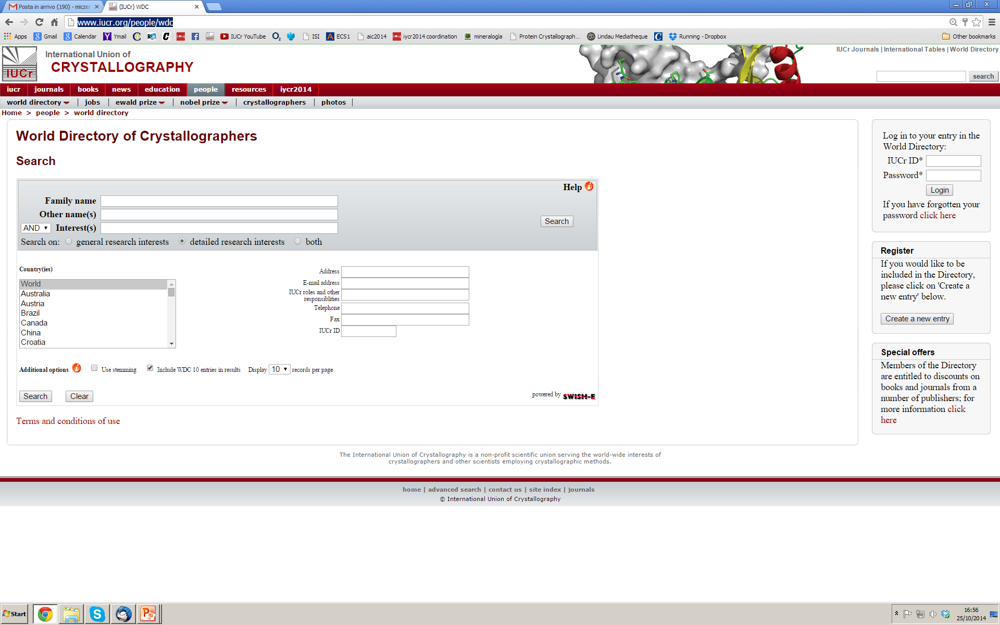 Posta in arrivo (190) - miczer
(IUCr) WDC
www.iucr.org/people/wdc
Apps
Gmail
Calendar
Ymail
IUCr YouTube
ISI
ECS1
aic2014
iycr2014 coordination
mineralogia
Protein Crystallograph...
Lindau Mediatheque
Running - Dropbox
Other bookmarks
IUCr
International Union of
CRYSTALLOGRAPHY
IUCr Journals | International Tables | World Directory
search
iucr
journals
books
news
education
people
resources
iycr2014
world directory
jobs
ewald prize
nobel prize
crystallographers
photos
Home > people > world directory
World Directory of Crystallographers
Search
Help
Family name
Other name(s)
AND
Interest(s)
Search
Search on:
general research interests
detailed research interests
both
Country(ies)
World
Australia
Austria
Brazil
Canada
China
Croatia
Address
E-mail address
IUCr roles and other
responsiblities
Telephone
Fax
IUCr ID
Additional options
Use stemming
Include WDC 10 entries in results
Display 10 records per page
Search
Clear
powered by SWISH-E
Terms and conditions of use
Log in to your entry in the
World Directory:
IUCr ID*
Password*
Login
If you have forgotten your
password click here
Register
If you would like to be
included in the Directory,
please click on 'Create a
new entry' below.
Create a new entry
Special offers
Members of the Directory
are entitled to discounts on
books and journals from a
number of publishers; for
more information click
here
The International Union of Crystallography is a non-profit scientific union serving the world-wide interests of
crystallographers and other scientists employing crystallographic methods.
home | advanced search | contact us | site index | journals
© International Union of Crystallography
Start
16:56
25/10/2014